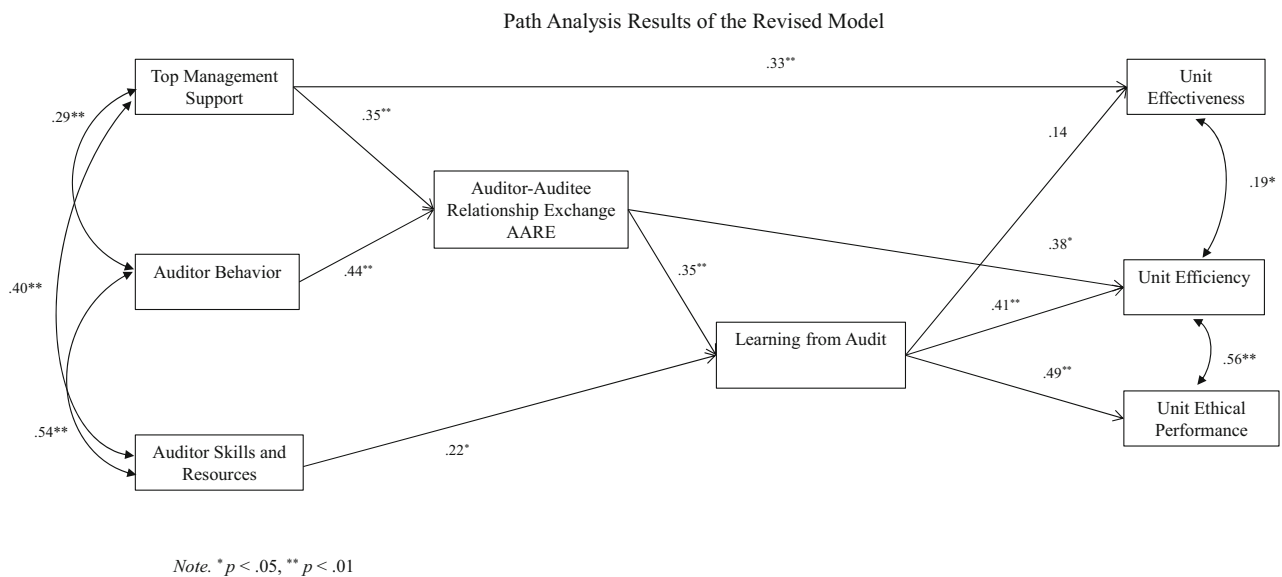 Path Analysis Results of the Revised Model
Top Management
Support
.33**
Unit
Effectiveness
.29**
.35**
.14
Auditor-Auditee
Relationship Exchange
AARE
.19*
Auditor Behavior
.44**
.38*
.35**
Unit Efficiency
.40**
.41**
Learning from Audit
.56**
.49**
Unit Ethical
Performance
.54**
Auditor Skills and
Resources
.22*
Note. * p < .05, ** p < .01